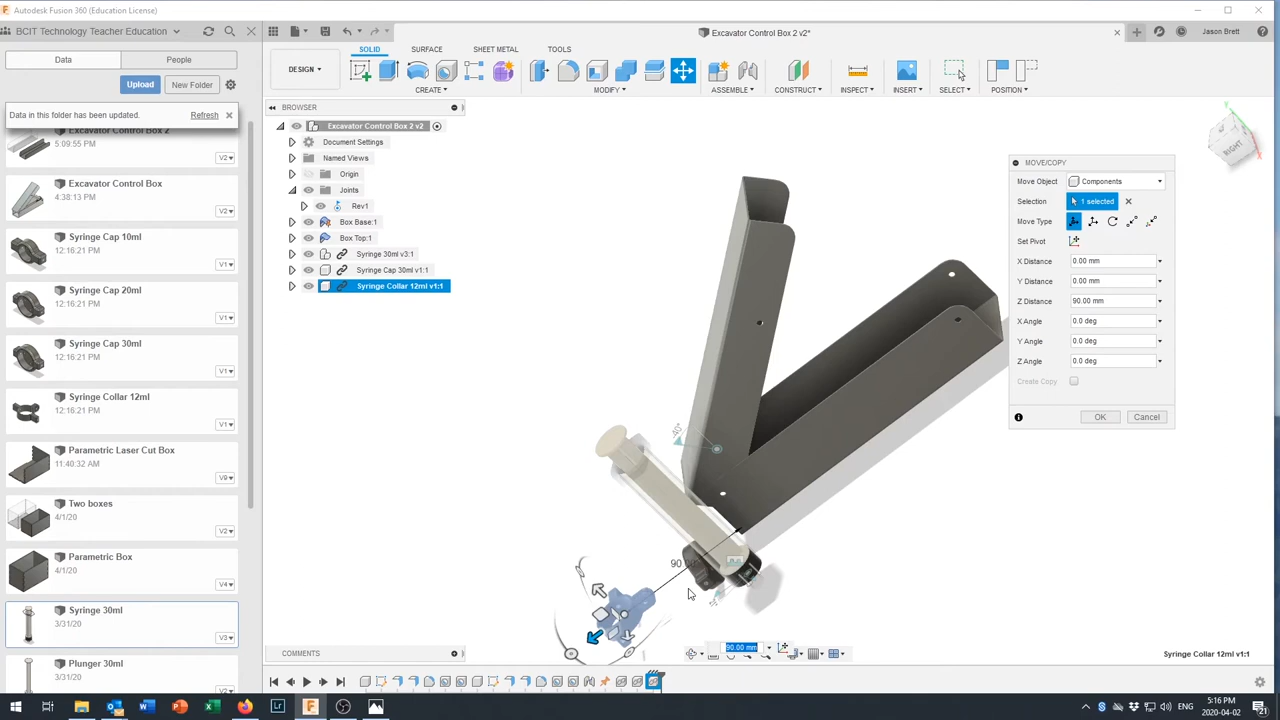 Autodesk Fusion 360 (Education License)
BCIT Technology Teacher Education
Excavator Control Box 2 v2*
Jason Brett
Data
People
SOLID
SURFACE
SHEET METAL
TOOLS
Upload
New Folder
DESIGN
CREATE
MODIFY
ASSEMBLE
CONSTRUCT
INSPECT
INSERT
SELECT
POSITION
Data in this folder has been updated.
Refresh
Excavator Control Box 2
5:09:55 PM
V2
Excavator Control Box
4:38:13 PM
V2
Syringe Cap 10ml
12:16:21 PM
V1
Syringe Cap 20ml
12:16:21 PM
V1
Syringe Cap 30ml
12:16:21 PM
V1
Syringe Collar 12ml
12:16:21 PM
V1
Parametric Laser Cut Box
11:40:32 AM
V9
Two boxes
4/1/20
V2
Parametric Box
4/1/20
V4
Syringe 30ml
3/31/20
V3
Plunger 30ml
3/31/20
BROWSER
Excavator Control Box 2 v2
Document Settings
Named Views
Origin
Joints
Rev1
Box Base:1
Box Top:1
Syringe 30ml v3:1
Syringe Cap 30ml v1:1
Syringe Collar 12ml v1:1
RIGHT
MOVE/COPY
Move Object
Components
Selection
1 selected
Move Type
Set Pivot
X Distance
0.00 mm
Y Distance
0.00 mm
Z Distance
90.00 mm
X Angle
0.0 deg
Y Angle
0.0 deg
Z Angle
0.0 deg
Create Copy
OK
Cancel
90.00 mm
COMMENTS
Syringe Collar 12ml v1:1
ENG
5:16 PM
2020-04-02